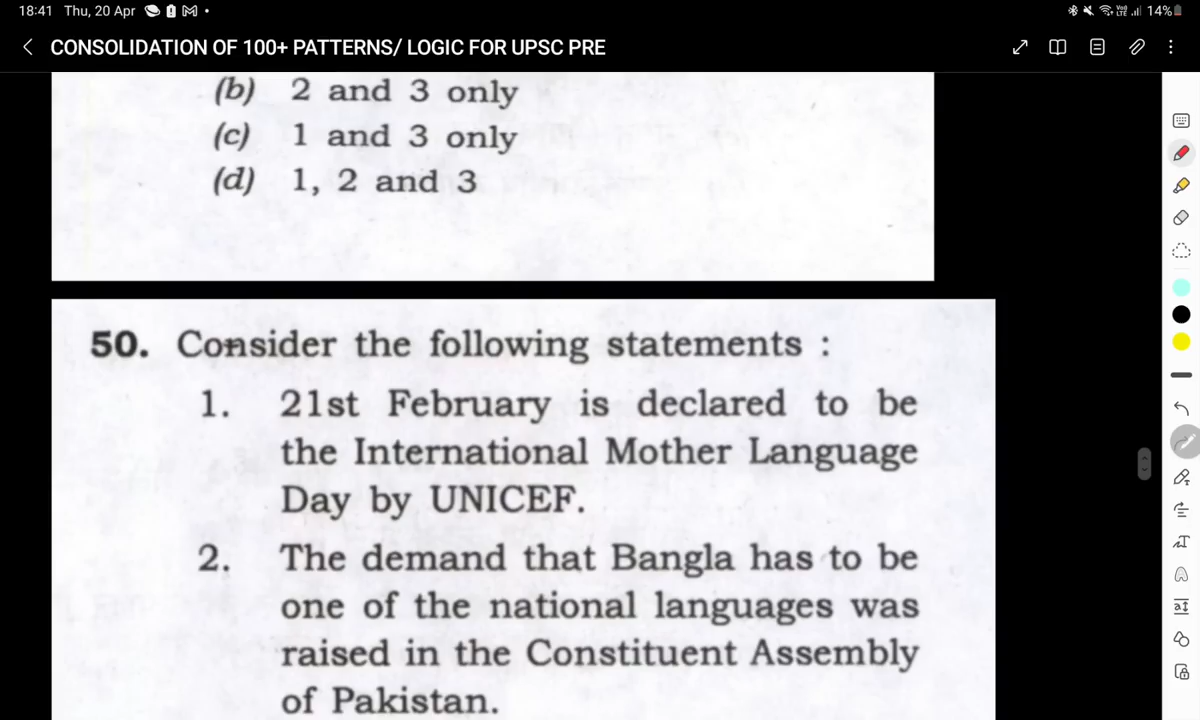 18:41 Thu, 20 Apr
14%
CONSOLIDATION OF 100+ PATTERNS/ LOGIC FOR UPSC PRE
(b) 2 and 3 only
(c) 1 and 3 only
(d) 1, 2 and 3
50. Consider the following statements :
1. 21st February is declared to be
the International Mother Language
Day by UNICEF.
2. The demand that Bangla has to be
one of the national languages was
raised in the Constituent Assembly
of Pakistan.